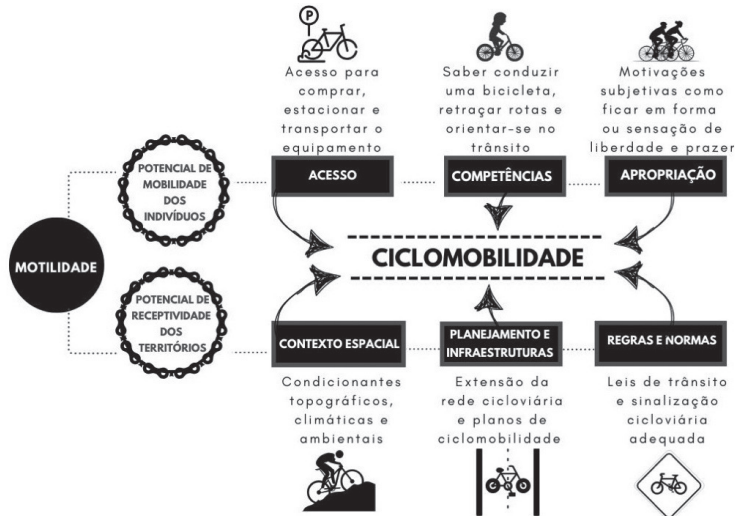 P
Acesso para
comprar,
estacionar e
transportar o
equipamento
Saber conduzir
uma bicicleta,
retraçar rotas e
orientar-se no
trânsito
Motivações
subjetivas como
ficar em forma
ou sensação de
liberdade e prazer
POTENCIAL DE
MOBILIDADE
DOS
INDIVÍDUOS
ACESSO
COMPETÊNCIAS
APROPRIAÇÃO
MOTILIDADE
CICLOMOBILIDADE
POTENCIAL DE
RECEPTIVIDADE
DOS
TERRITÓRIOS
CONTEXTO ESPACIAL
PLANEJAMENTO E
INFRAESTRUTURAS
REGRAS E NORMAS
Condicionantes
topográficos,
climáticas e
ambientais
Extensão da
rede cicloviária
e planos de
ciclomobilidade
Leis de trânsito
e sinalização
cicloviária
adequada